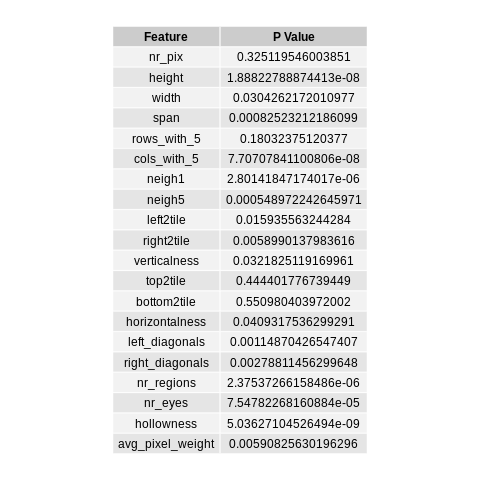 Feature P Value
nr_pix 0.325119546003851
height 1.88822788874413e-08
width 0.0304262172010977
span 0.00082523212186099
rows_with_5 0.18032375120377
cols_with_5 7.70707841100806e-08
neigh1 2.80141847174017e-06
neigh5 0.000548972242645971
left2tile 0.015935563244284
right2tile 0.0058990137983616
verticalness 0.0321825119169961
top2tile 0.444401776739449
bottom2tile 0.550980403972002
horizontalness 0.0409317536299291
left_diagonals 0.00114870426547407
right_diagonals 0.00278811456299648
nr_regions 2.37537266158486e-06
nr_eyes 7.54782268160884e-05
hollowness 5.03627104526494e-09
avg_pixel_weight 0.00590825630196296